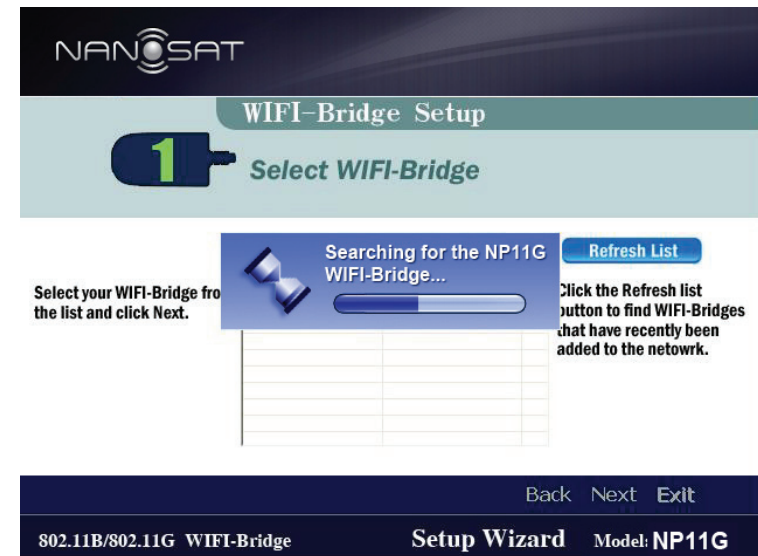 NANOSAT
WIFI-Bridge Setup
1
Select WIFI-Bridge
Select your WIFI-Bridge fro
the list and click Next.
Searching for the NP11G
WIFI-Bridge...
Refresh List
Click the Refresh list
button to find WIFI-Bridges
that have recently been
added to the netowrk.
Back Next Exit
802.11B/802.11G WIFI-Bridge Setup Wizard Model: NP11G